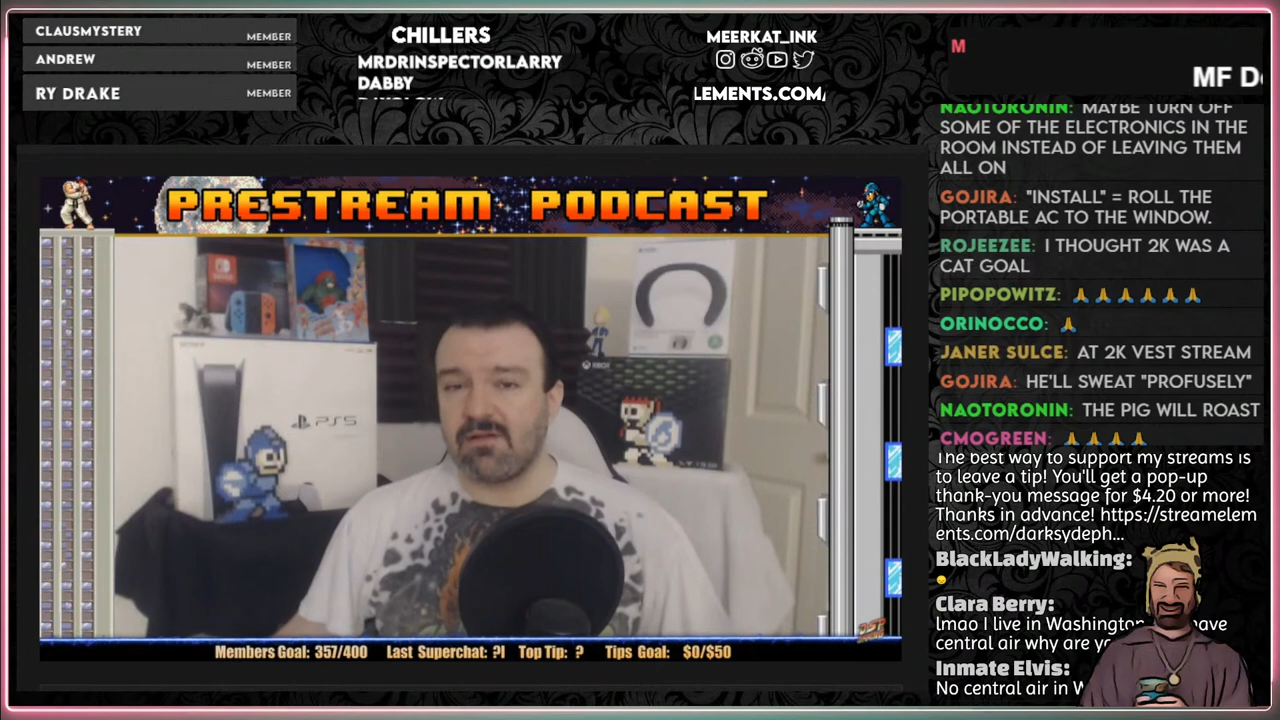 CLAUSMYSTERY MEMBER
ANDREW MEMBER
RY DRAKE MEMBER
CHILLERS
MRDRINSPECTORLARRY
DABBY
MEERKAT_INK
LEMENTS.COM/
M
MF D
NAOTORONIN: MAYBE TURN OFF
SOME OF THE ELECTRONICS IN THE
ROOM INSTEAD OF LEAVING THEM
ALL ON
GOJIRA: "INSTALL" = ROLL THE
PORTABLE AC TO THE WINDOW.
ROJEEZEE: I THOUGHT 2K WAS A
CAT GOAL
PIPOPOWITZ: 🙏🙏🙏🙏🙏🙏
ORINOCCO: 🙏
JANER SULCE: AT 2K VEST STREAM
GOJIRA: HE'LL SWEAT "PROFUSELY"
NAOTORONIN: THE PIG WILL ROAST
CMOGREEN: 🙏🙏🙏🙏
The best way to support my streams is
to leave a tip! You'll get a pop-up
thank-you message for $4.20 or more!
Thanks in advance! https://streamelem
ents.com/darksydeph...
BlackLadyWalking:
Clara Berry:
lmao I live in Washington
central air why are
Inmate Elvis:
No central air in
PRESTREAM PODCAST
PS5
XBOX
Members Goal: 357/400 Last Superchat: ?| Top Tip: ? Tips Goal: $0/$50